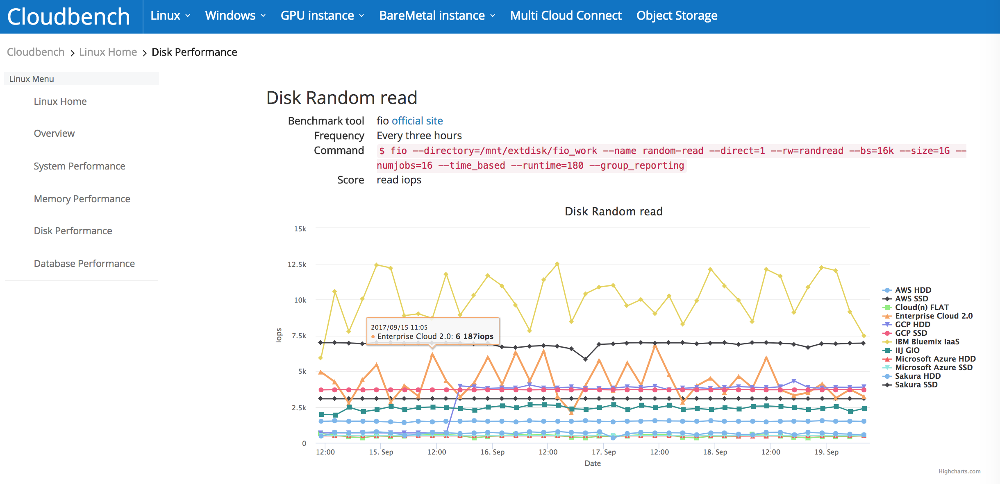 Cloudbench Linux Windows GPU instance BareMetal instance Multi Cloud Connect Object Storage
Cloudbench > Linux Home > Disk Performance
Linux Menu
Linux Home
Overview
System Performance
Memory Performance
Disk Performance
Database Performance
Disk Random read
Benchmark tool fio official site
Frequency Every three hours
Command $ fio --directory=/mnt/extdisk/fio_work --name random-read --direct=1 --rw=randread --bs=16k --size=1G --
numjobs=16 --time_based --runtime=180 --group_reporting
Score read iops
Disk Random read
15k
12.5k
10k
7.5k
5k
2.5k
0
iops
2017/09/15 11:05
Enterprise Cloud 2.0: 6 187iops
12:00 15. Sep 12:00 16. Sep 12:00 17. Sep 12:00 18. Sep 12:00 19. Sep
Date
AWS HDD
AWS SSD
Cloud(n) FLAT
Enterprise Cloud 2.0
GCP HDD
GCP SSD
IBM Bluemix IaaS
IIJ GIO
Microsoft Azure HDD
Microsoft Azure SSD
Sakura HDD
Sakura SSD
Highcharts.com